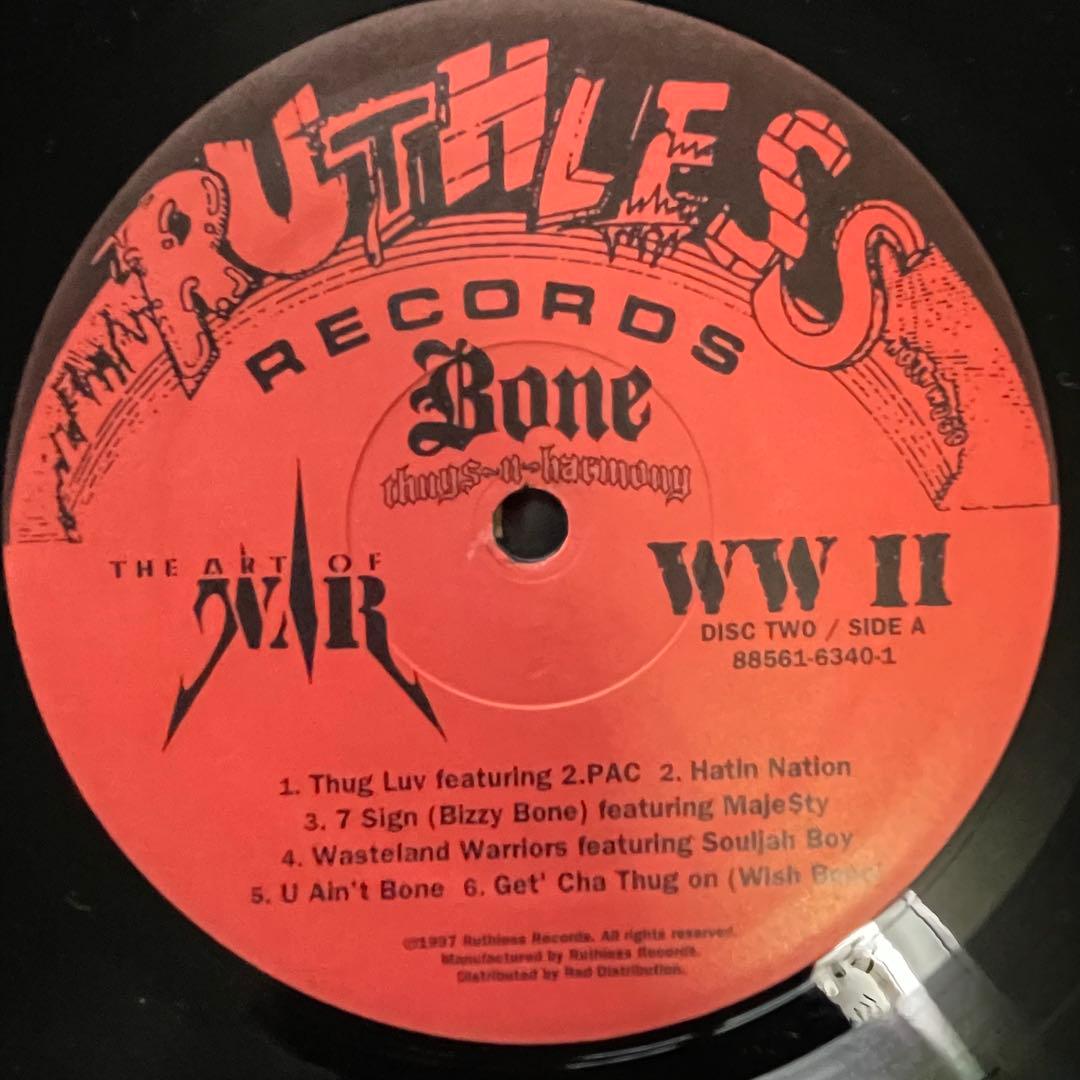 RUTHLESS
RECORDS
Bone
thugs~n~harmony
THE ART OF
WAR
WW II
DISC TWO / SIDE A
88561-6340-1
1. Thug Luv featuring 2.PAC 2. Hatin Nation
3. 7 Sign (Bizzy Bone) featuring Maje$ty
4. Wasteland Warriors featuring Souljah Boy
5. U Ain't Bone 6. Get' Cha Thug on (Wish Bone)
©1997 Ruthless Records. All rights reserved.
Manufactured by Ruthless Records.
Distributed by Red Distribution.